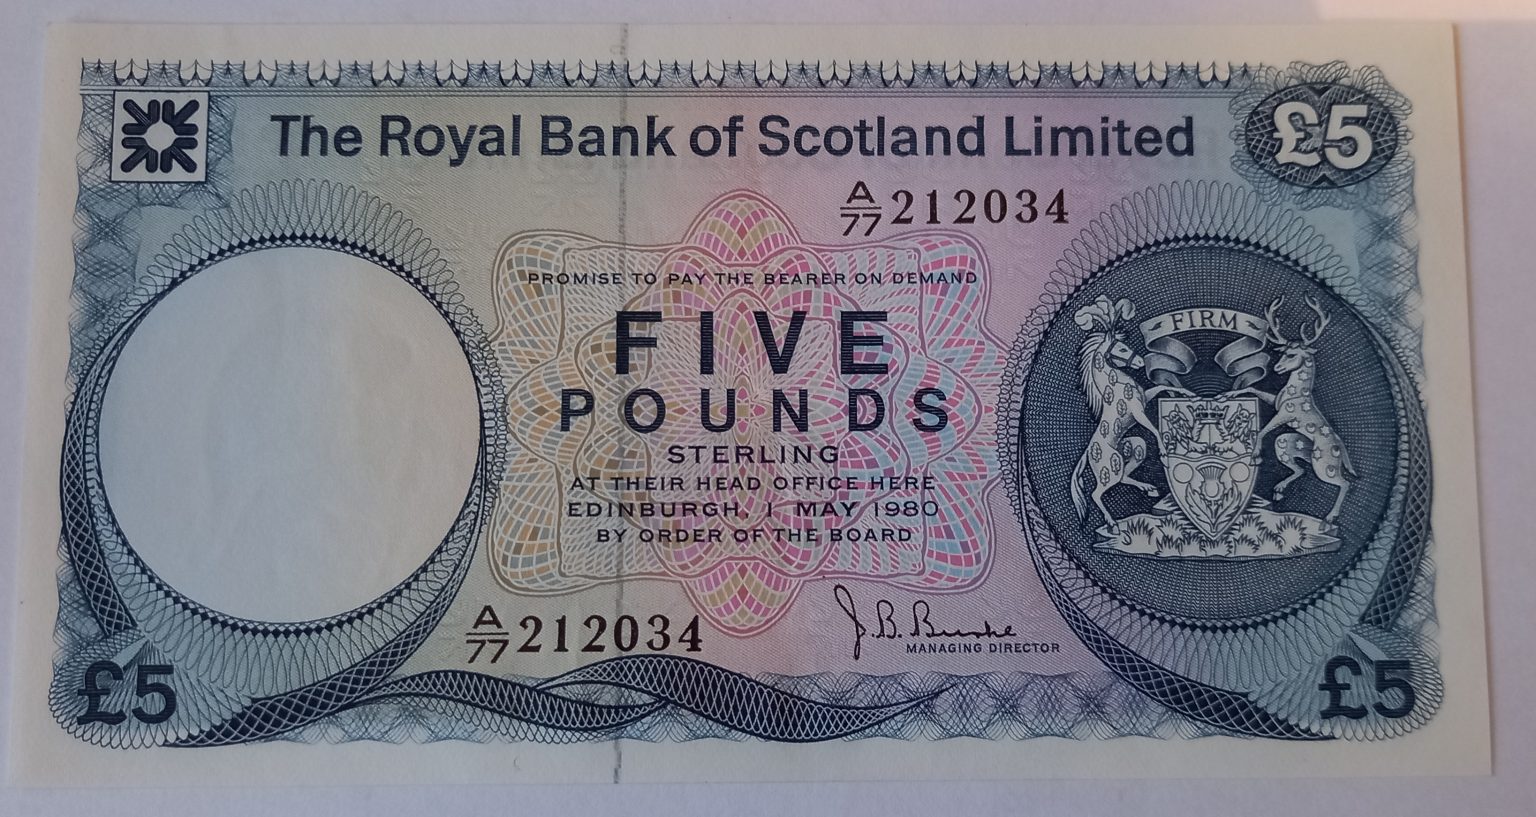 The Royal Bank of Scotland Limited
£5
A/77 212034
PROMISE TO PAY THE BEARER ON DEMAND
FIVE
POUNDS
STERLING
AT THEIR HEAD OFFICE HERE
EDINBURGH, 1 MAY 1980
BY ORDER OF THE BOARD
FIRM
A/77 212034
J. B. Burke
MANAGING DIRECTOR
£5
£5